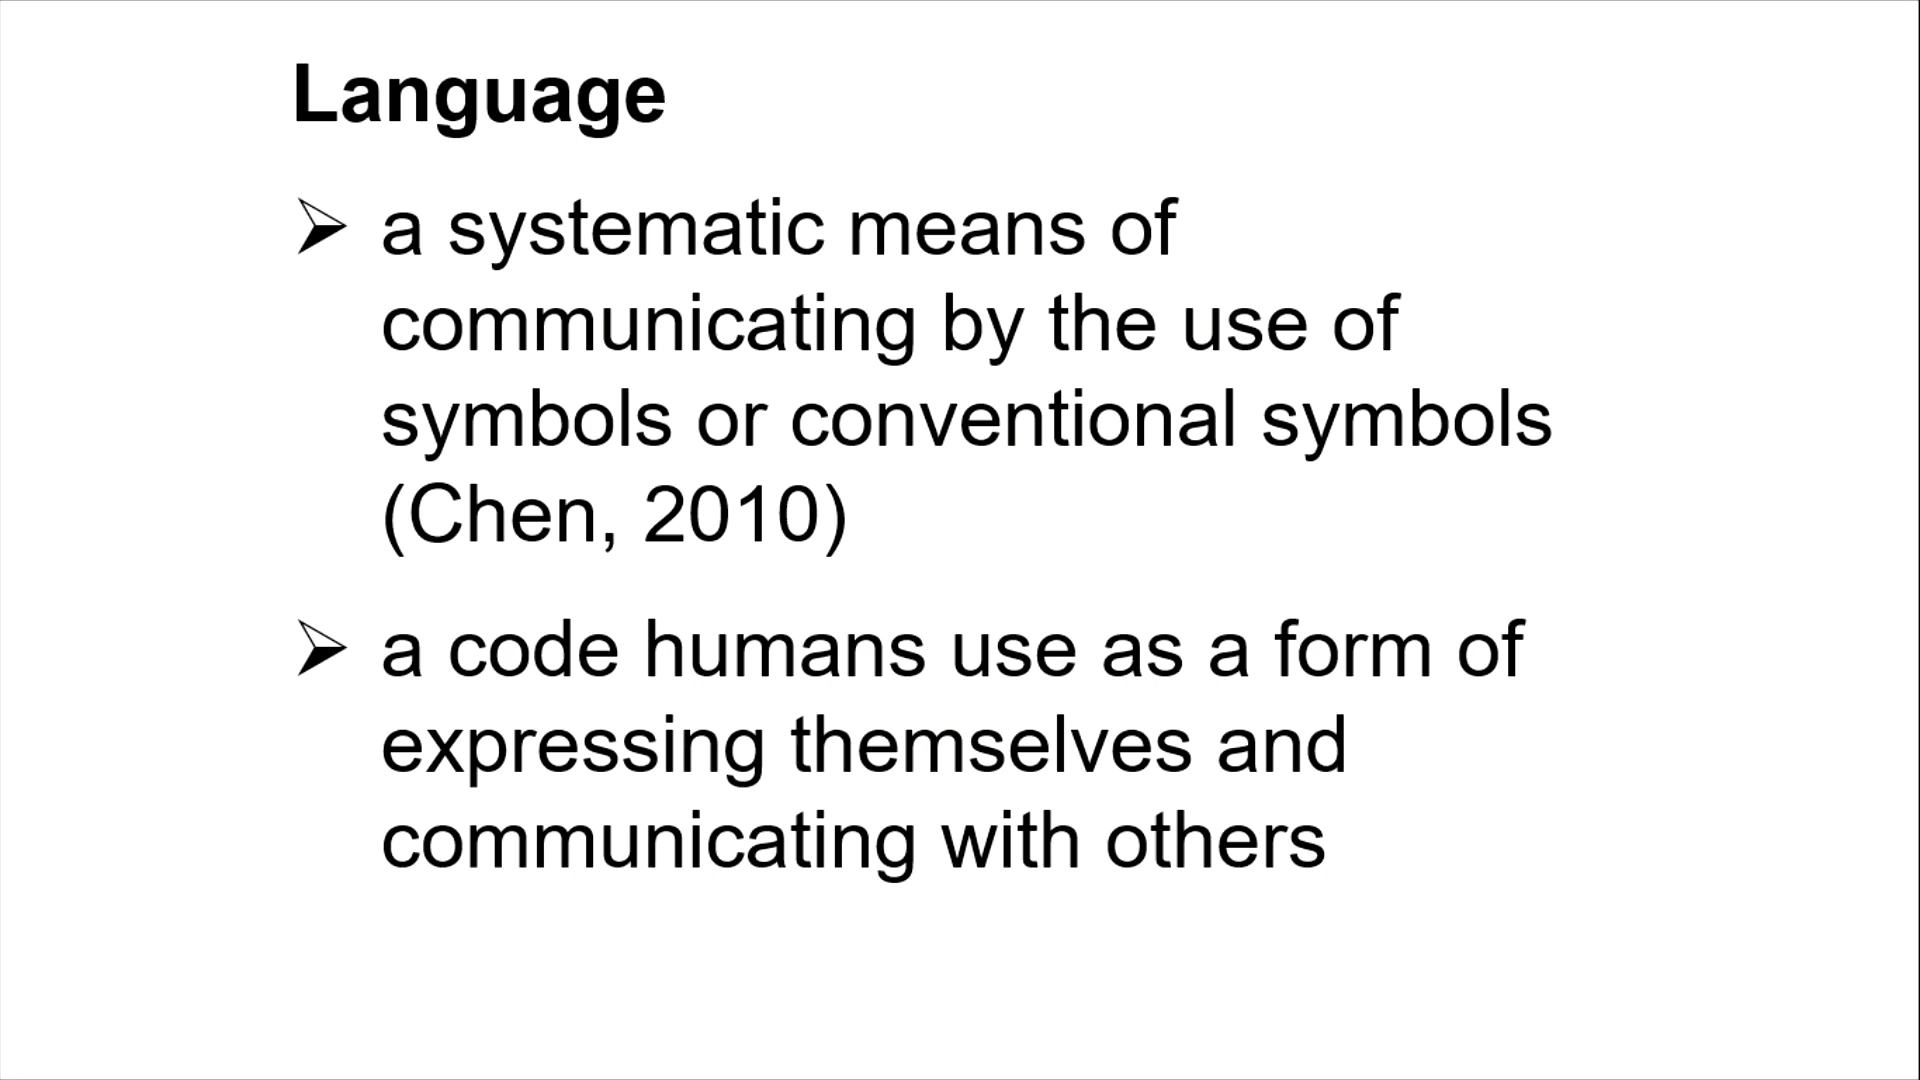 Language
➢ a systematic means of
communicating by the use of
symbols or conventional symbols
(Chen, 2010)
➢ a code humans use as a form of
expressing themselves and
communicating with others